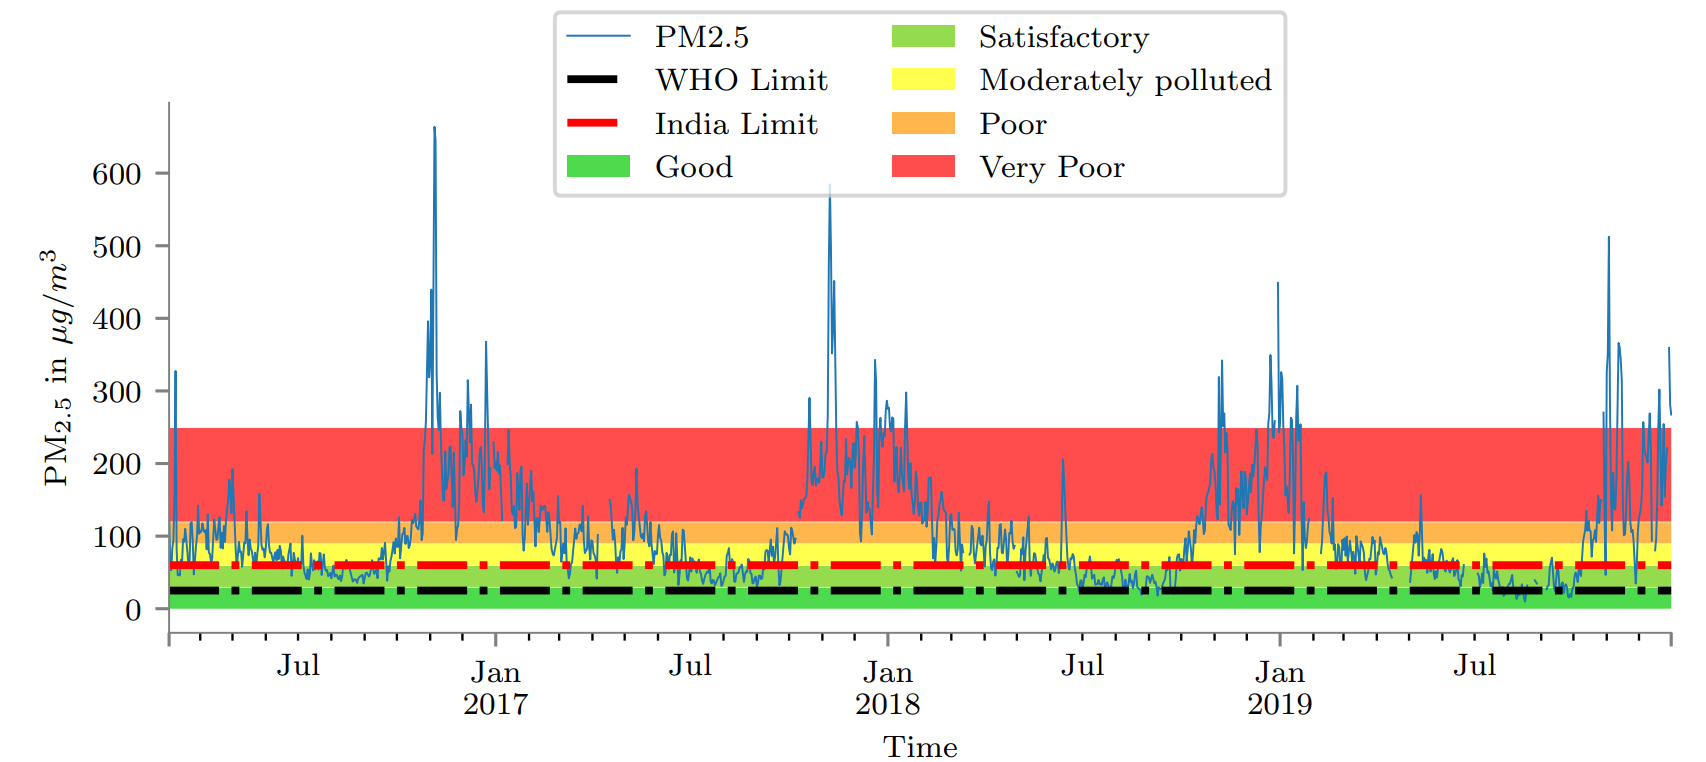 PM2.5
WHO Limit
India Limit
Good
Satisfactory
Moderately polluted
Poor
Very Poor
600
500
400
300
200
100
0
PM2.5 in μg/m3
Jul
Jan
2017
Jul
Jan
2018
Jul
Jan
2019
Jul
Time